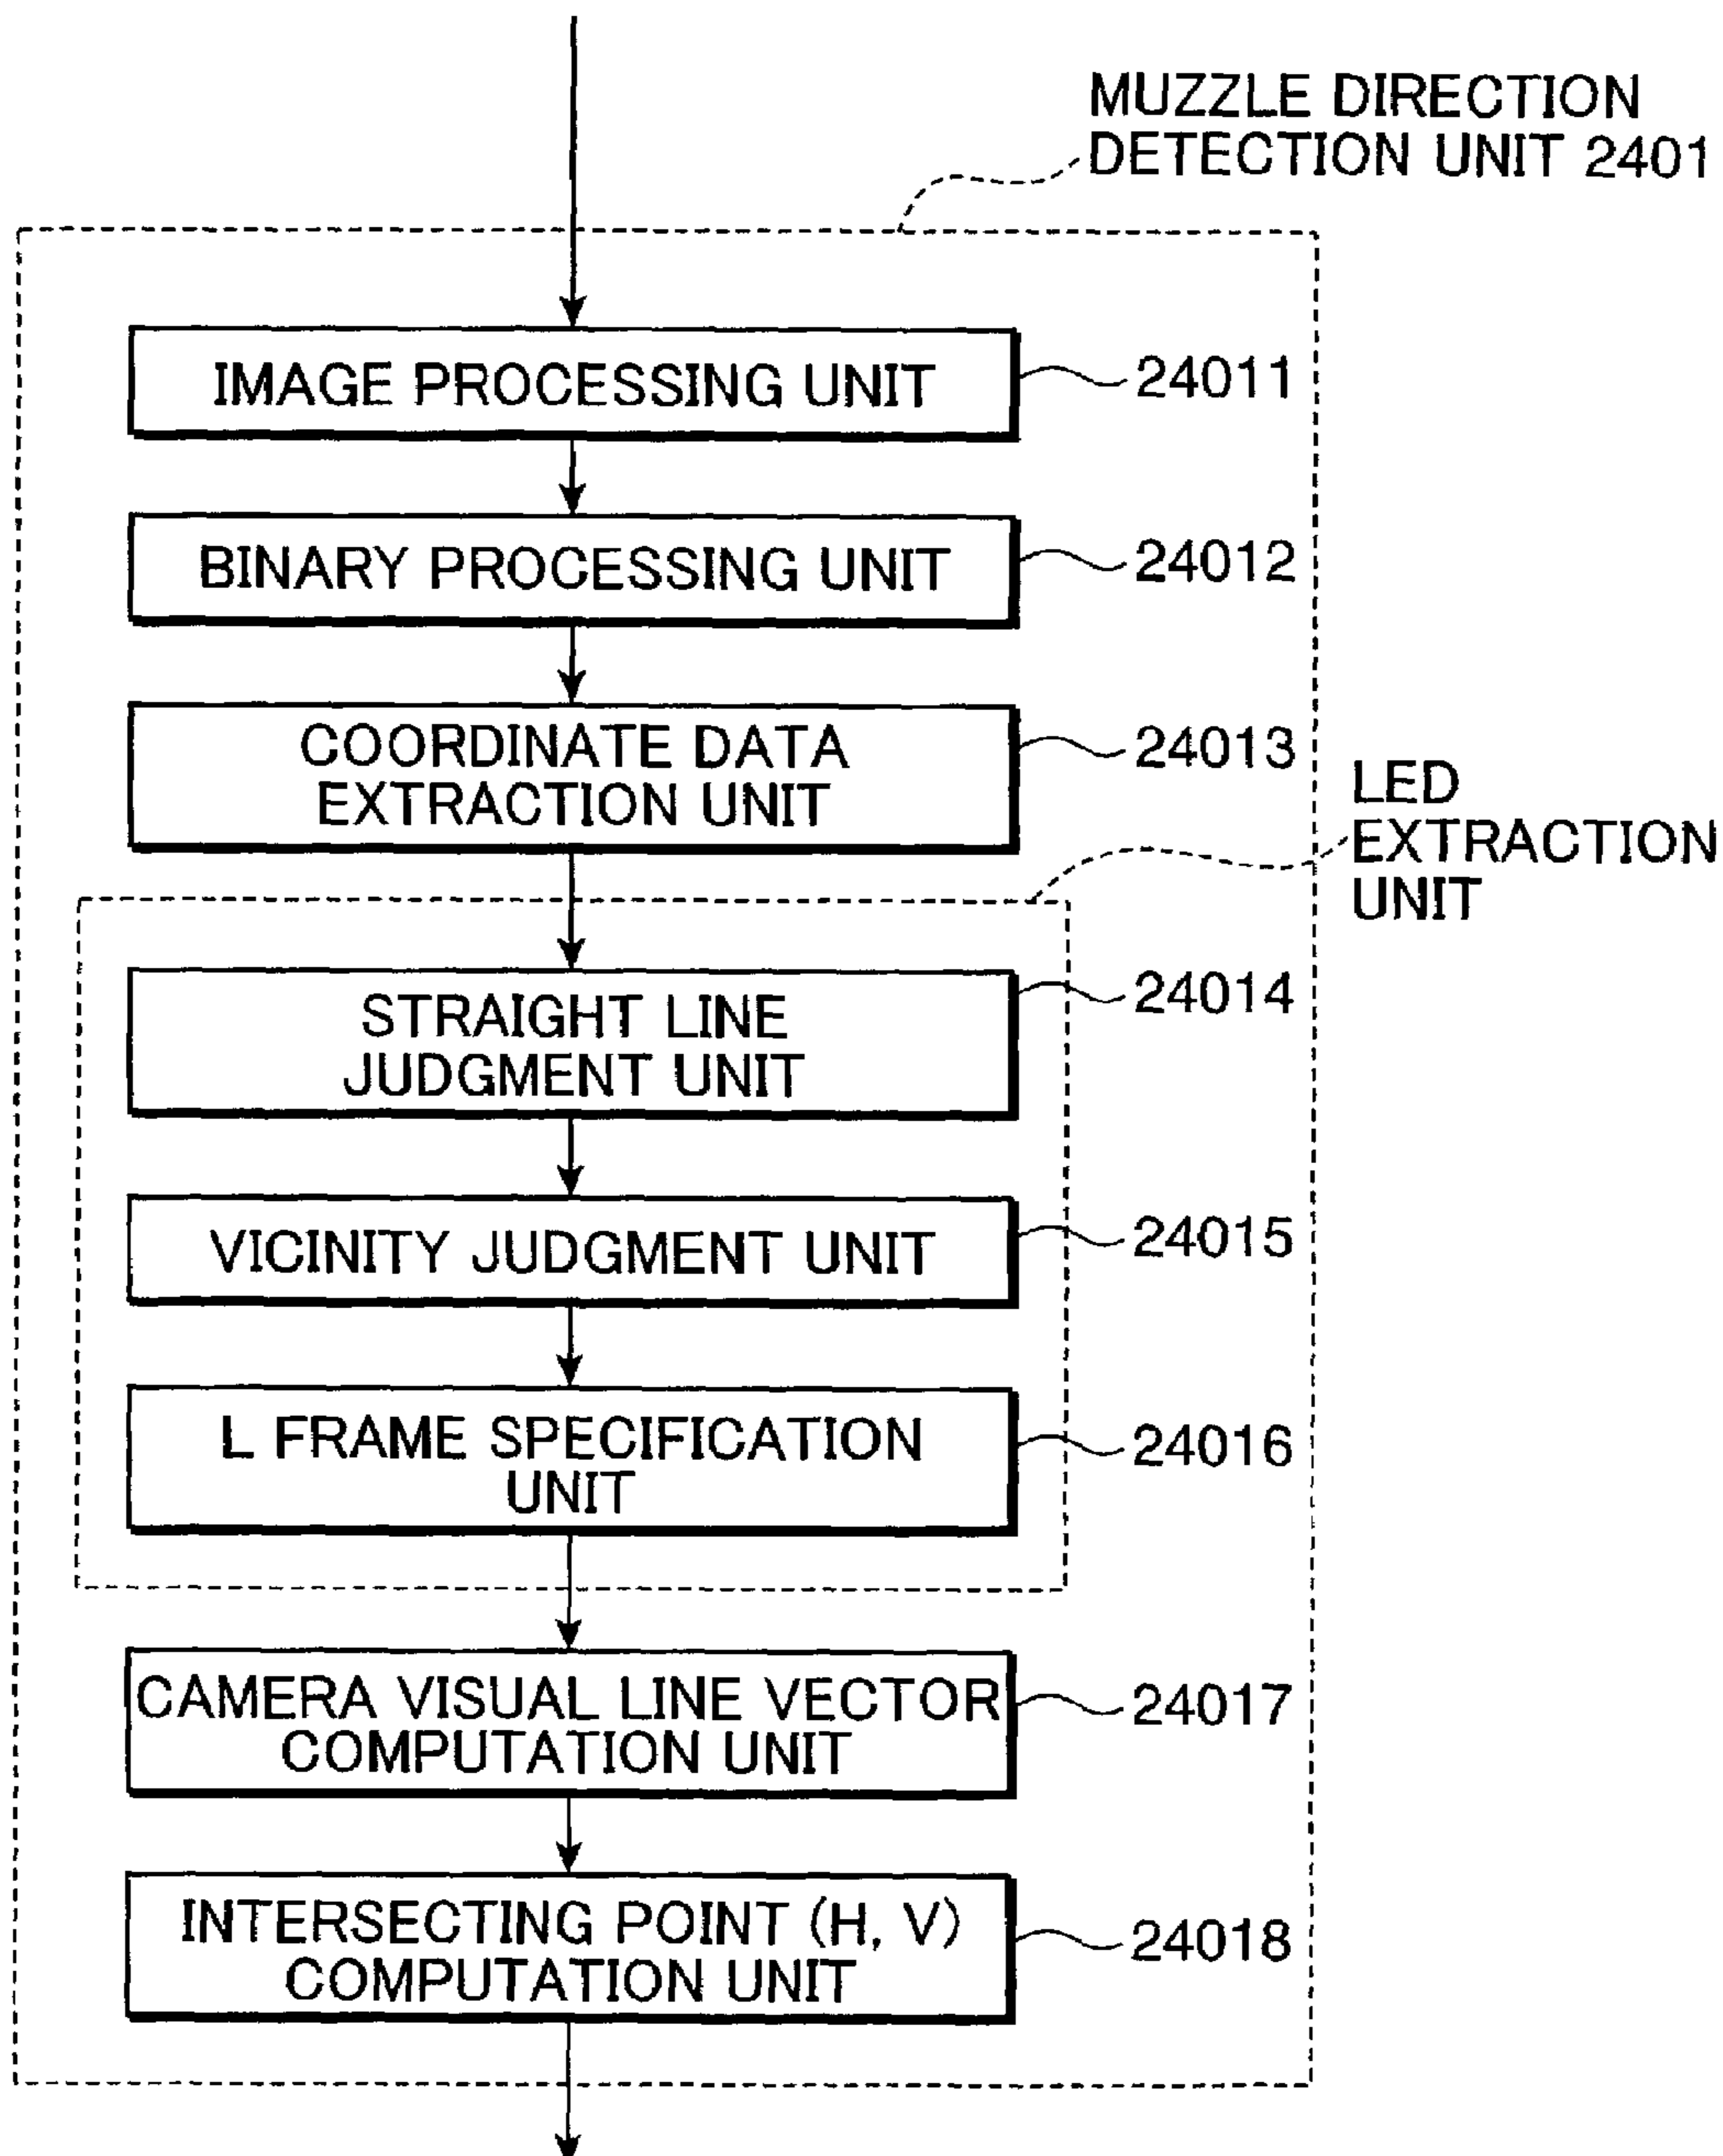 MUZZLE DIRECTION
DETECTION UNIT 2401
IMAGE PROCESSING UNIT
24011
BINARY PROCESSING UNIT
24012
COORDINATE DATA
EXTRACTION UNIT
24013
LED
EXTRACTION
UNIT
STRAIGHT LINE
JUDGMENT UNIT
24014
VICINITY JUDGMENT UNIT
24015
L FRAME SPECIFICATION
UNIT
24016
CAMERA VISUAL LINE VECTOR
COMPUTATION UNIT
24017
INTERSECTING POINT (H, V)
COMPUTATION UNIT
24018